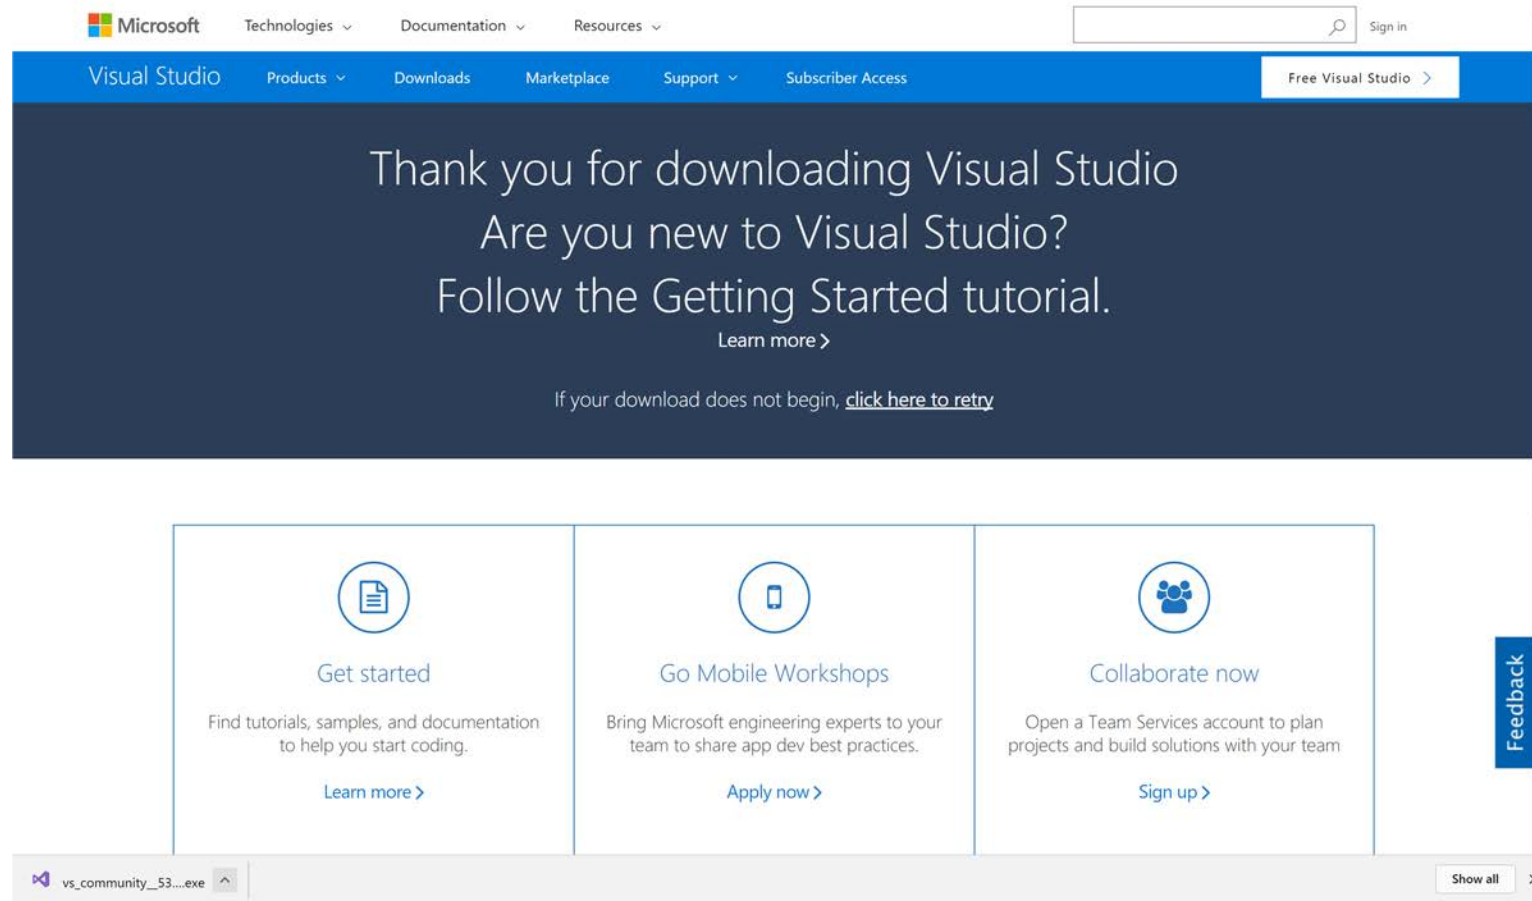 Microsoft Technologies Documentation Resources Sign in
Visual Studio Products Downloads Marketplace Support Subscriber Access Free Visual Studio
Thank you for downloading Visual Studio
Are you new to Visual Studio?
Follow the Getting Started tutorial.
Learn more
If your download does not begin, click here to retry
Get started
Find tutorials, samples, and documentation
to help you start coding.
Learn more
Go Mobile Workshops
Bring Microsoft engineering experts to your
team to share app dev best practices.
Apply now
Collaborate now
Open a Team Services account to plan
projects and build solutions with your team
Sign up
Feedback
vs_community__53....exe Show all